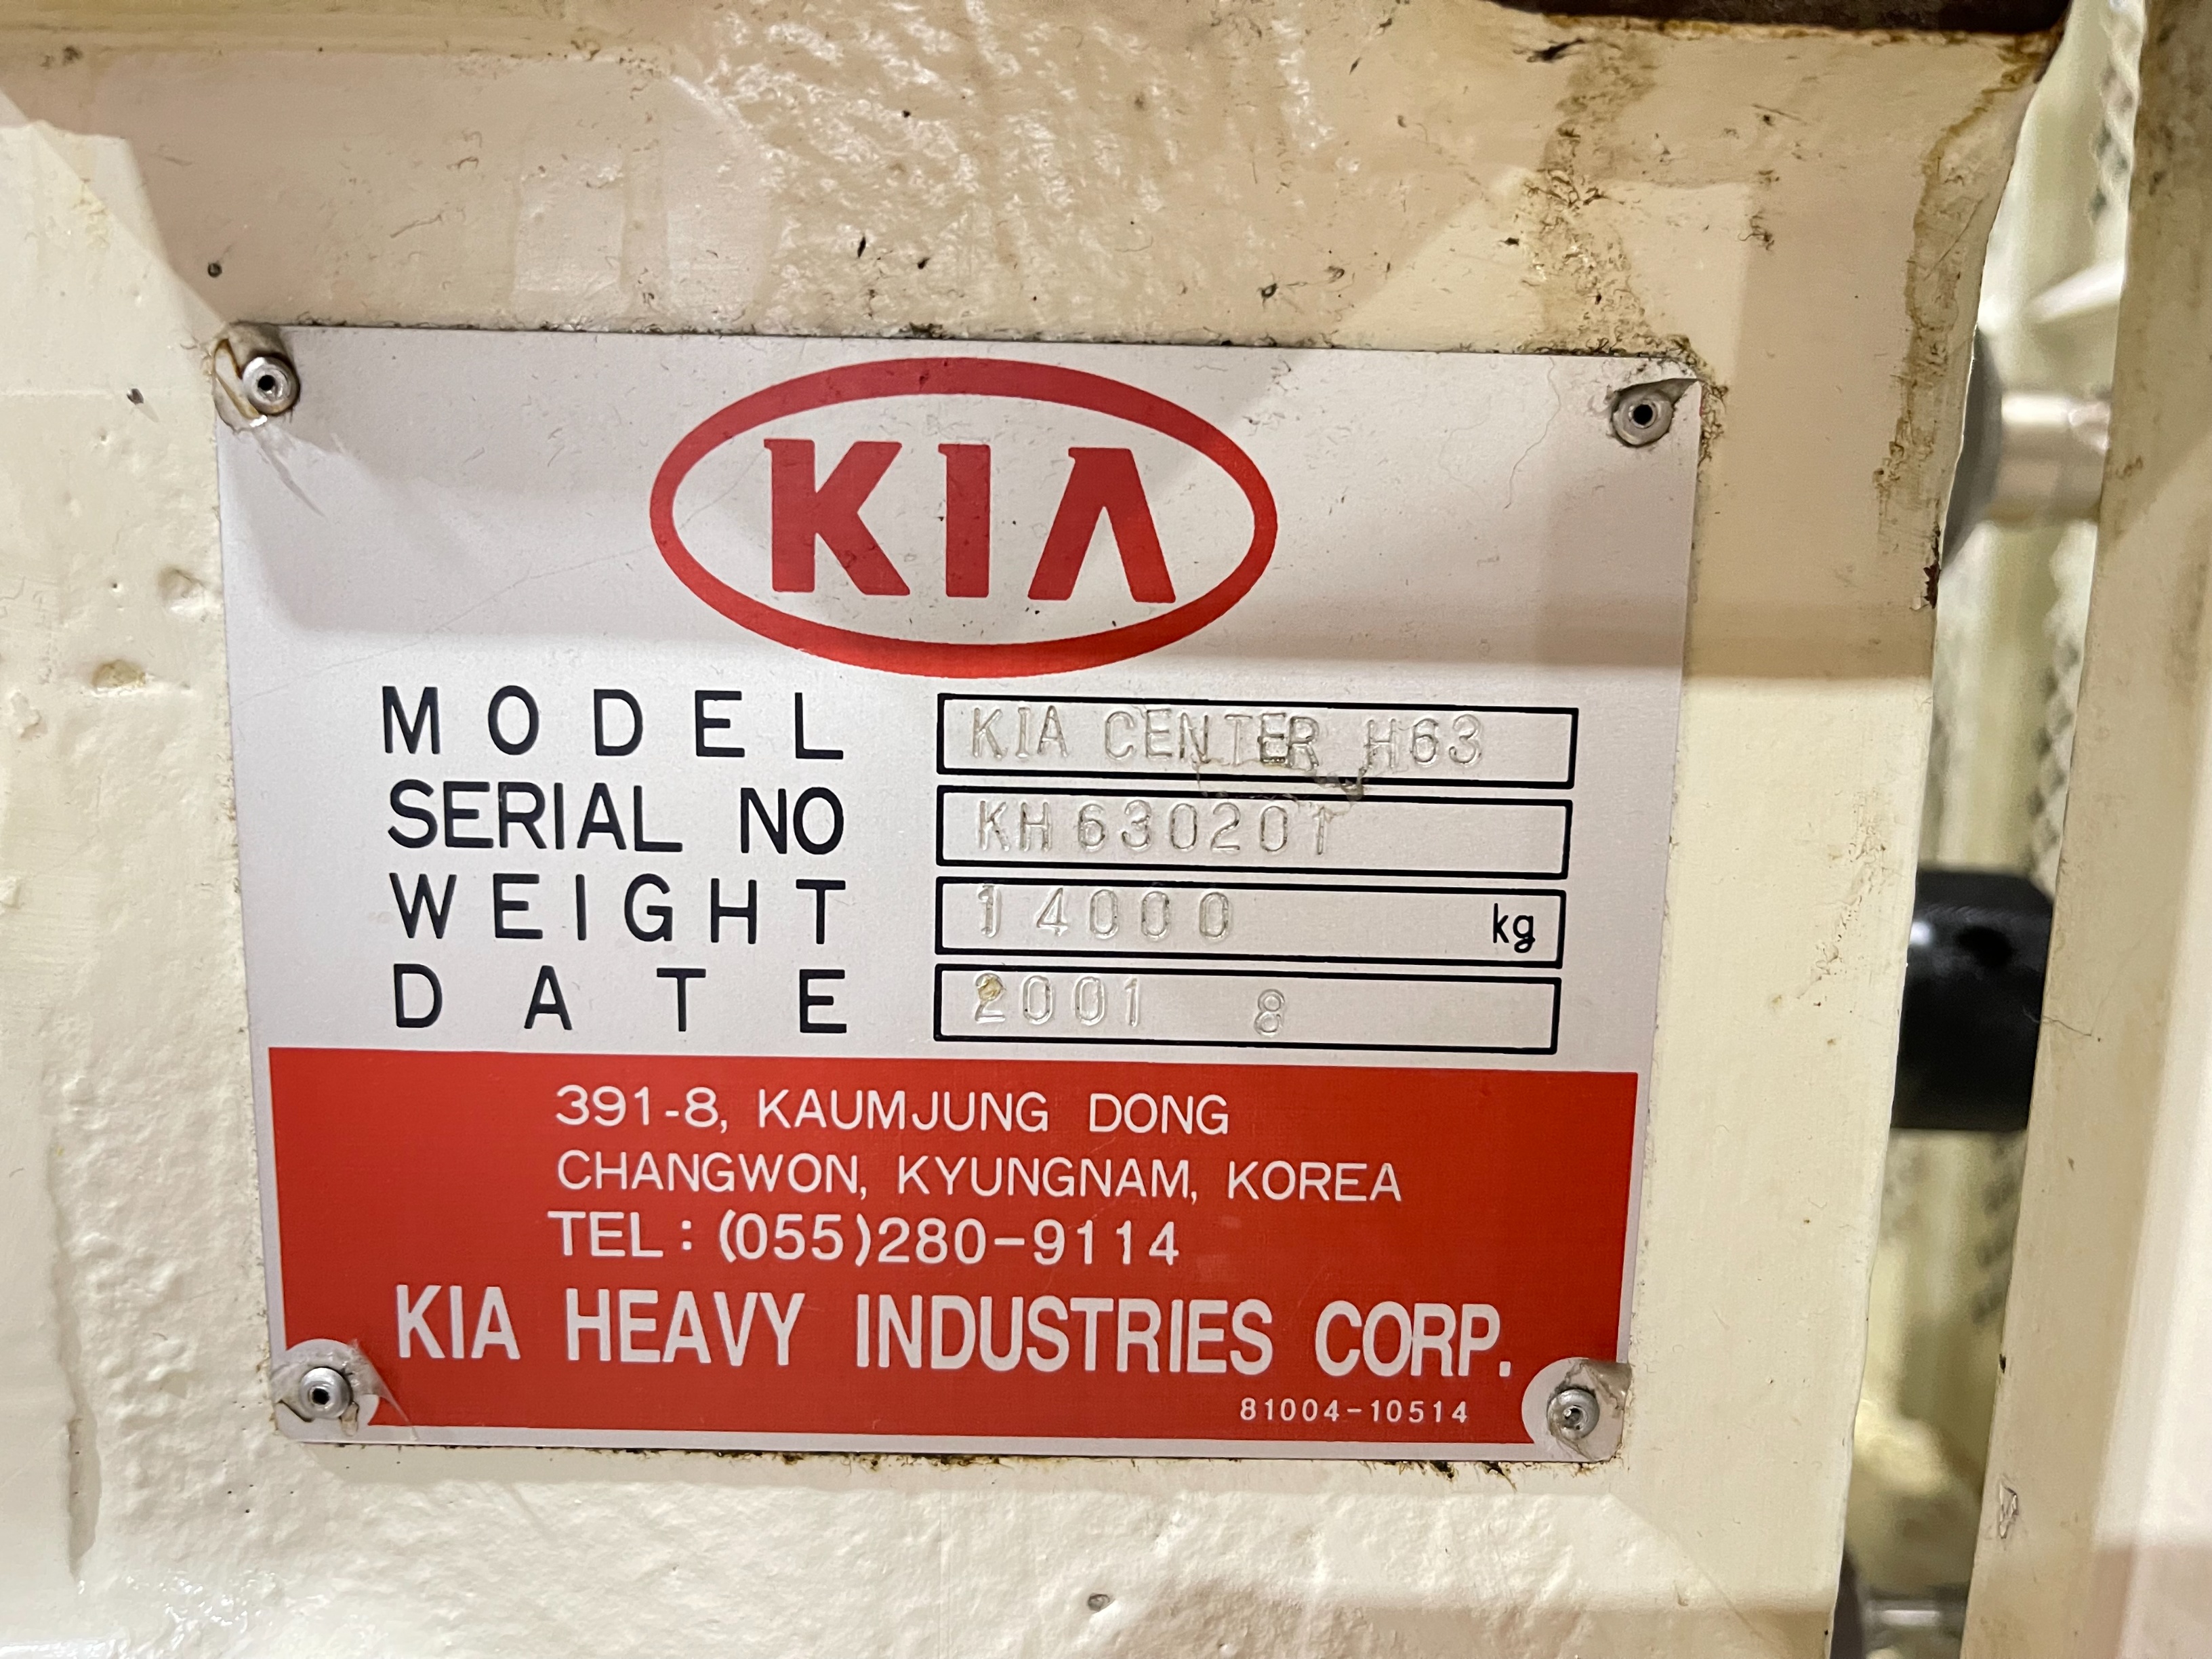 KIA
MODEL KIA CENTER H63
SERIAL NO KH630201
WEIGHT 14000 kg
DATE 2001 8
391-8, KAUMJUNG DONG
CHANGWON, KYUNGNAM, KOREA
TEL : (055)280-9114
KIA HEAVY INDUSTRIES CORP.
81004-10514